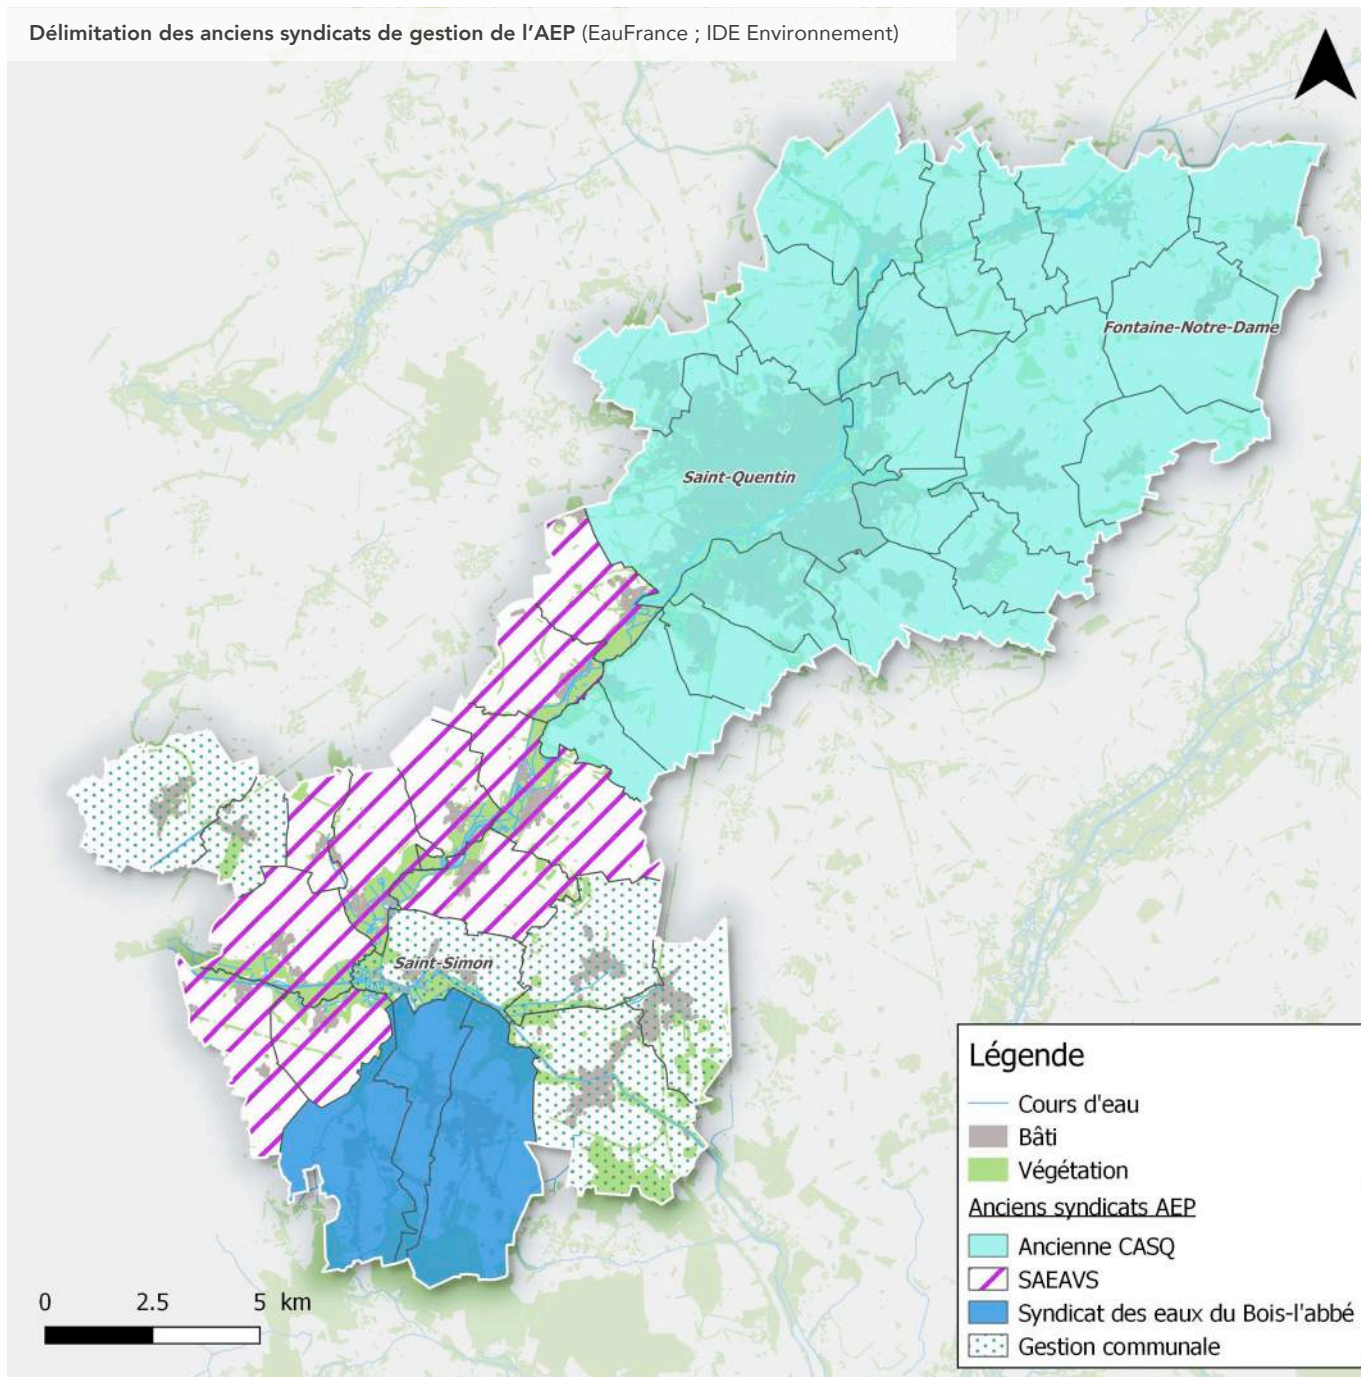 Délimitation des anciens syndicats de gestion de l'AEP (EauFrance ; IDE Environnement)
Fontaine-Notre-Dame
Saint-Quentin
Saint-Simon
Légende
Cours d'eau
Bâti
Végétation
Anciens syndicats AEP
Ancienne CASQ
SAEAVS
Syndicat des eaux du Bois-l'abbé
Gestion communale
0 2.5 5 km